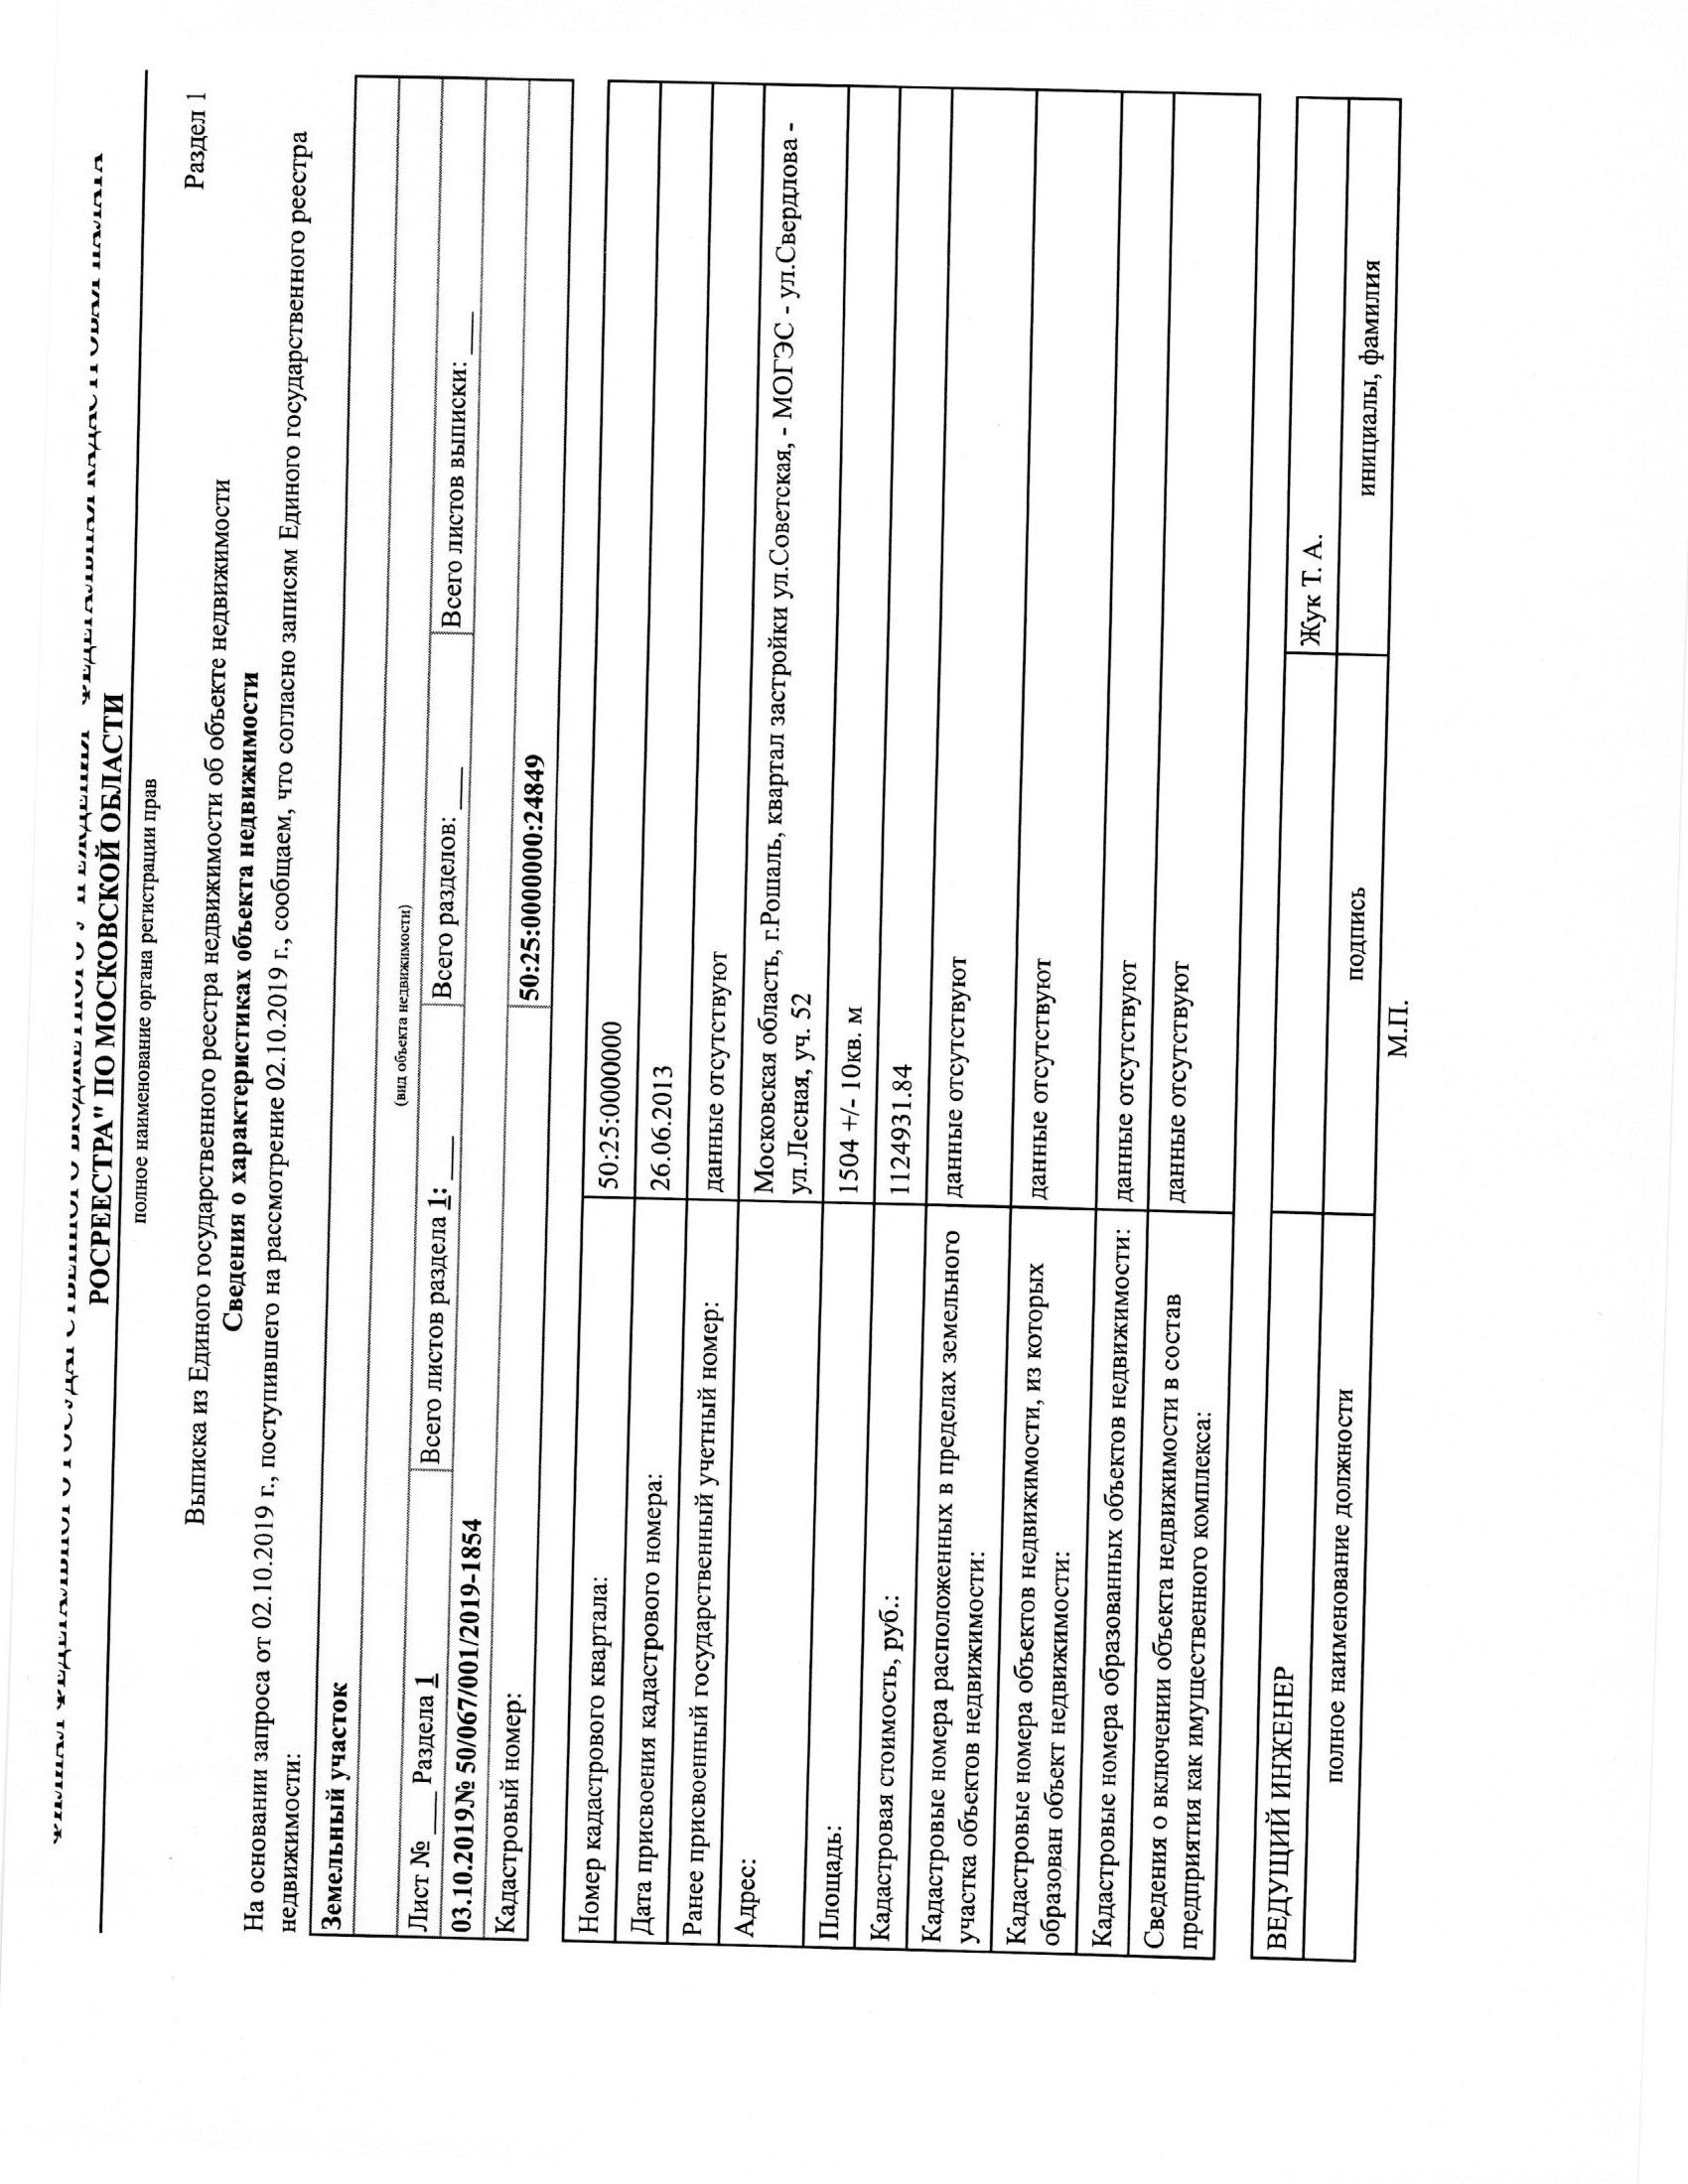 РОСРЕЕСТРА" ПО МОСКОВСКОЙ ОБЛАСТИ
полное наименование органа регистрации прав
Раздел 1
Выписка из Единого государственного реестра недвижимости об объекте недвижимости
Сведения о характеристиках объекта недвижимости
На основании запроса от 02.10.2019 г., поступившего на рассмотрение 02.10.2019 г., сообщаем, что согласно записям Единого государственного реестра
недвижимости:
Земельный участок
(вид объекта недвижимости)
Лист № ___ Раздела 1 Всего листов раздела 1: ___ Всего разделов: ___ Всего листов выписки: ___
03.10.2019№ 50/067/001/2019-1854
Кадастровый номер: 50:25:0000000:24849
Номер кадастрового квартала: 50:25:0000000
Дата присвоения кадастрового номера: 26.06.2013
Ранее присвоенный государственный учетный номер: данные отсутствуют
Адрес: Московская область, г.Рошаль, квартал застройки ул.Советская, - МОГЭС - ул.Свердлова -
ул.Лесная, уч. 52
Площадь: 1504 +/- 10кв. м
Кадастровая стоимость, руб.: 1124931.84
Кадастровые номера расположенных в пределах земельного данные отсутствуют
участка объектов недвижимости:
Кадастровые номера объектов недвижимости, из которых данные отсутствуют
образован объект недвижимости:
Кадастровые номера образованных объектов недвижимости: данные отсутствуют
Сведения о включении объекта недвижимости в состав данные отсутствуют
предприятия как имущественного комплекса:
ВЕДУЩИЙ ИНЖЕНЕР Жук Т. А.
полное наименование должности подпись инициалы, фамилия
М.П.